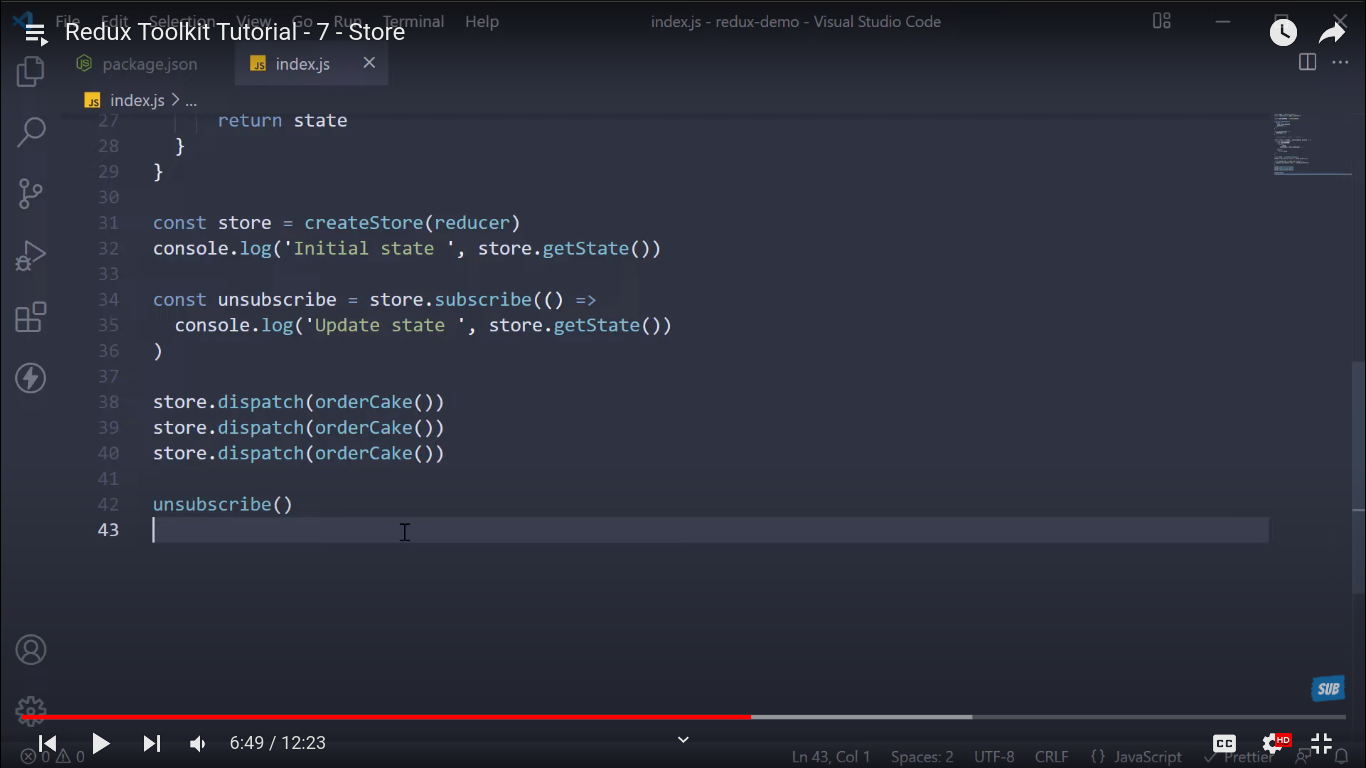 File Edit Selection View Go Run Terminal Help
index.js - redux-demo - Visual Studio Code
Redux Toolkit Tutorial - 7 - Store
JS package.json
JS index.js
JS index.js > ...
27 return state
28 }
29 }
30
31 const store = createStore(reducer)
32 console.log('Initial state ', store.getState())
33
34 const unsubscribe = store.subscribe(() =>
35 console.log('Update state ', store.getState())
36 )
37
38 store.dispatch(orderCake())
39 store.dispatch(orderCake())
40 store.dispatch(orderCake())
41
42 unsubscribe()
43
SUB
6:49 / 12:23
CC
HD
0 0
Ln 43, Col 1 Spaces: 2 UTF-8 CRLF {} JavaScript Prettier